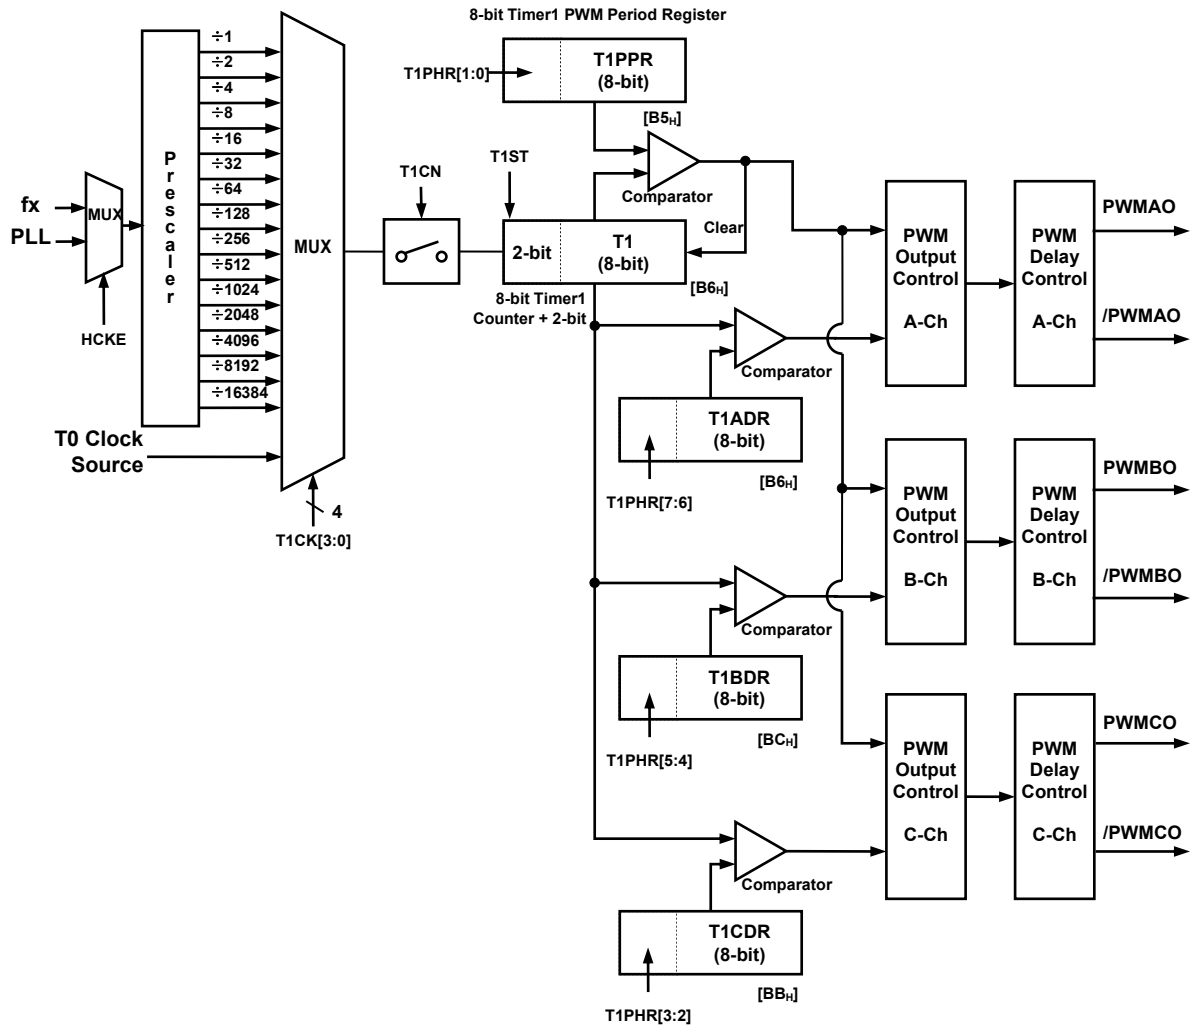 8-bit Timer1 PWM Period Register
T1PHR[1:0]
T1PPR
(8-bit)
[B5H]
÷1
÷2
÷4
÷8
÷16
÷32
÷64
÷128
÷256
÷512
÷1024
÷2048
÷4096
÷8192
÷16384
Prescaler
fx
PLL
MUX
HCKE
T0 Clock
Source
MUX
4
T1CK[3:0]
T1CN
T1ST
Comparator
Clear
2-bit
T1
(8-bit)
[B6H]
8-bit Timer1
Counter + 2-bit
Comparator
T1ADR
(8-bit)
[B6H]
T1PHR[7:6]
Comparator
T1BDR
(8-bit)
[BCH]
T1PHR[5:4]
Comparator
T1CDR
(8-bit)
[BBH]
T1PHR[3:2]
PWM
Output
Control
A-Ch
PWM
Delay
Control
A-Ch
PWMAO
/PWMAO
PWM
Output
Control
B-Ch
PWM
Delay
Control
B-Ch
PWMBO
/PWMBO
PWM
Output
Control
C-Ch
PWM
Delay
Control
C-Ch
PWMCO
/PWMCO